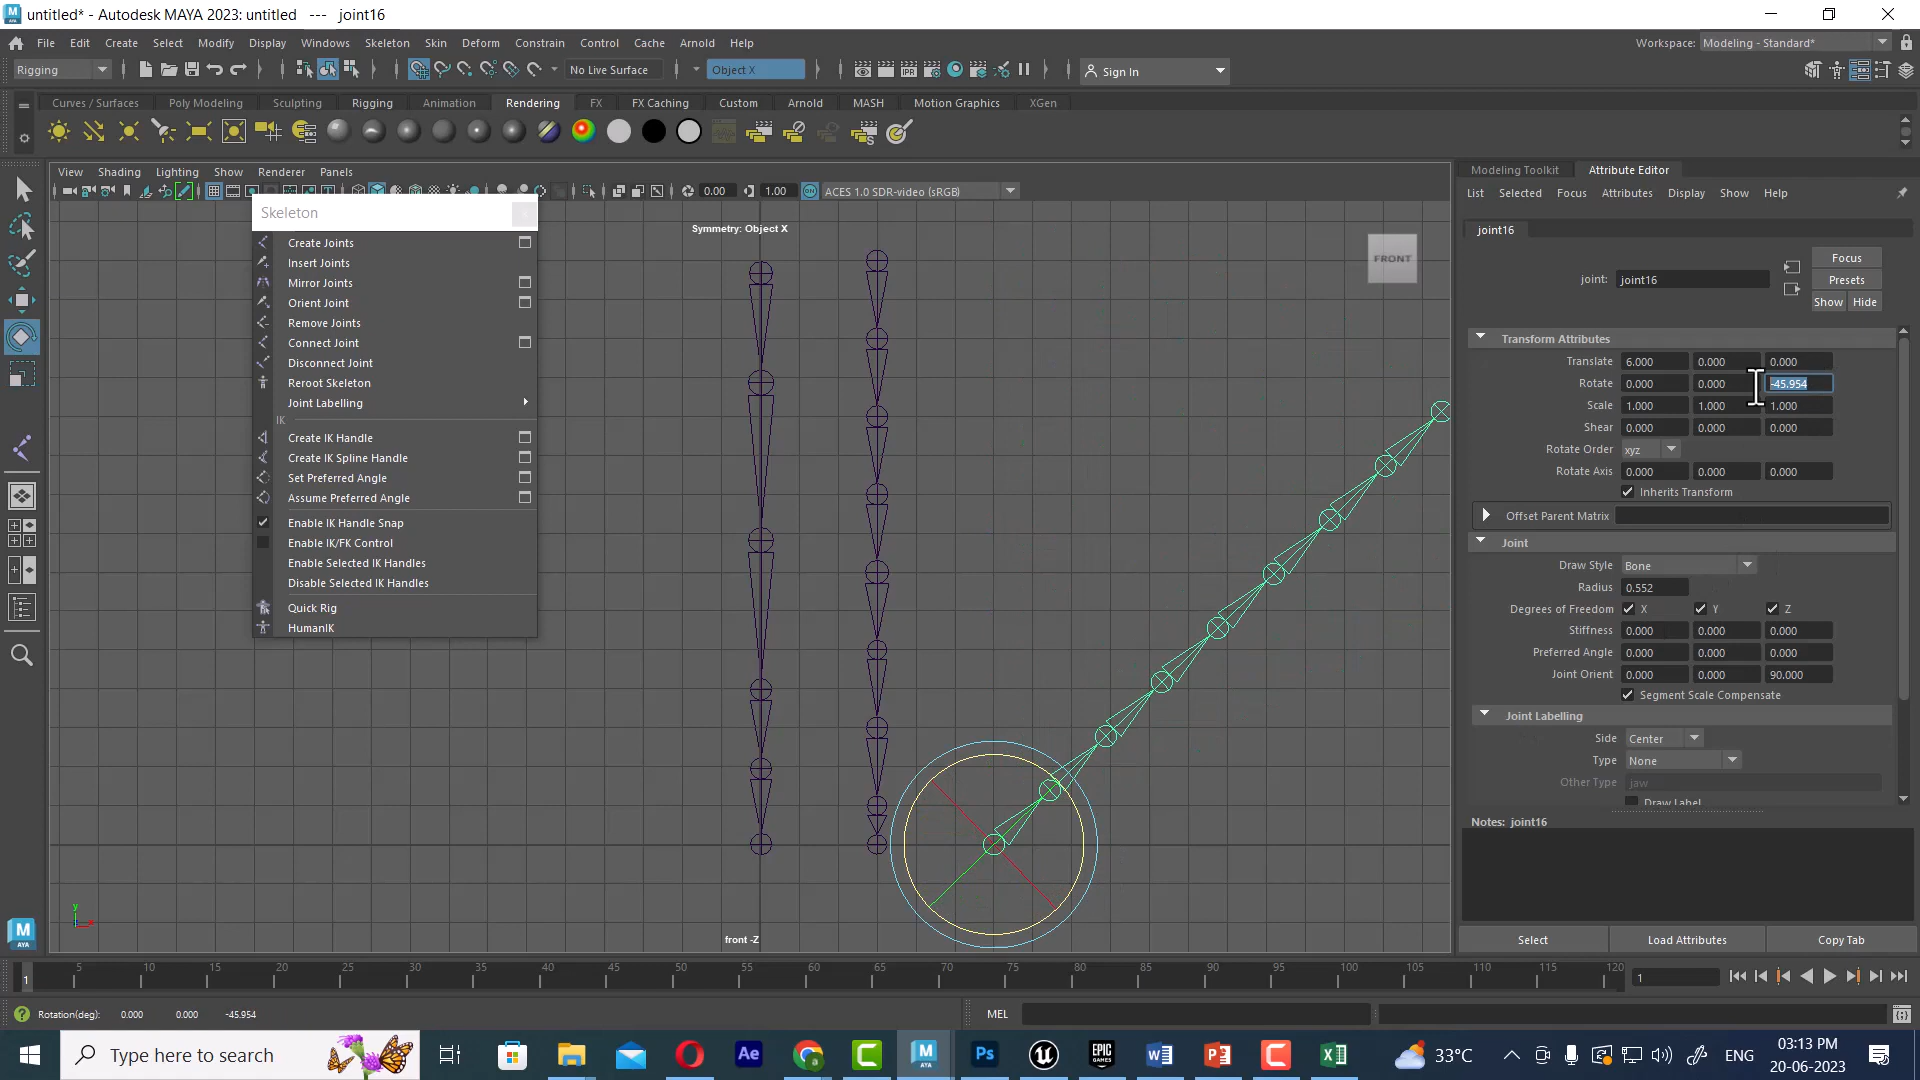 untitled* - Autodesk MAYA 2023: untitled   ---   joint16
File Edit Create Select Modify Display Windows Skeleton Skin Deform Constrain Control Cache Arnold Help
Workspace: Modeling - Standard*
Rigging No Live Surface Object X Sign In
Curves / Surfaces Poly Modeling Sculpting Rigging Animation Rendering FX FX Caching Custom Arnold MASH Motion Graphics XGen
View Shading Lighting Show Renderer Panels
0.00 1.00 ACES 1.0 SDR-video (sRGB)
Symmetry: Object X
FRONT
Skeleton
Create Joints
Insert Joints
Mirror Joints
Orient Joint
Remove Joints
Connect Joint
Disconnect Joint
Reroot Skeleton
Joint Labelling
IK
Create IK Handle
Create IK Spline Handle
Set Preferred Angle
Assume Preferred Angle
Enable IK Handle Snap
Enable IK/FK Control
Enable Selected IK Handles
Disable Selected IK Handles
Quick Rig
HumanIK
y
x
front -Z
Modeling Toolkit Attribute Editor
List Selected Focus Attributes Display Show Help
joint16
joint: joint16
Focus
Presets
Show Hide
Transform Attributes
Translate 6.000 0.000 0.000
Rotate 0.000 0.000 -45.954
Scale 1.000 1.000 1.000
Shear 0.000 0.000 0.000
Rotate Order xyz
Rotate Axis 0.000 0.000 0.000
Inherits Transform
Offset Parent Matrix
Joint
Draw Style Bone
Radius 0.552
Degrees of Freedom X Y Z
Stiffness 0.000 0.000 0.000
Preferred Angle 0.000 0.000 0.000
Joint Orient 0.000 0.000 90.000
Segment Scale Compensate
Joint Labelling
Side Center
Type None
Other Type jaw
Draw Label
Notes: joint16
Select Load Attributes Copy Tab
1 5 10 15 20 25 30 35 40 45 50 55 60 65 70 75 80 85 90 95 100 105 110 115 120 1
Rotation(deg): 0.000 0.000 -45.954
MEL
MAYA
Type here to search
Ae M Ps EPIC GAMES W P C X
33°C
ENG
03:13 PM
20-06-2023